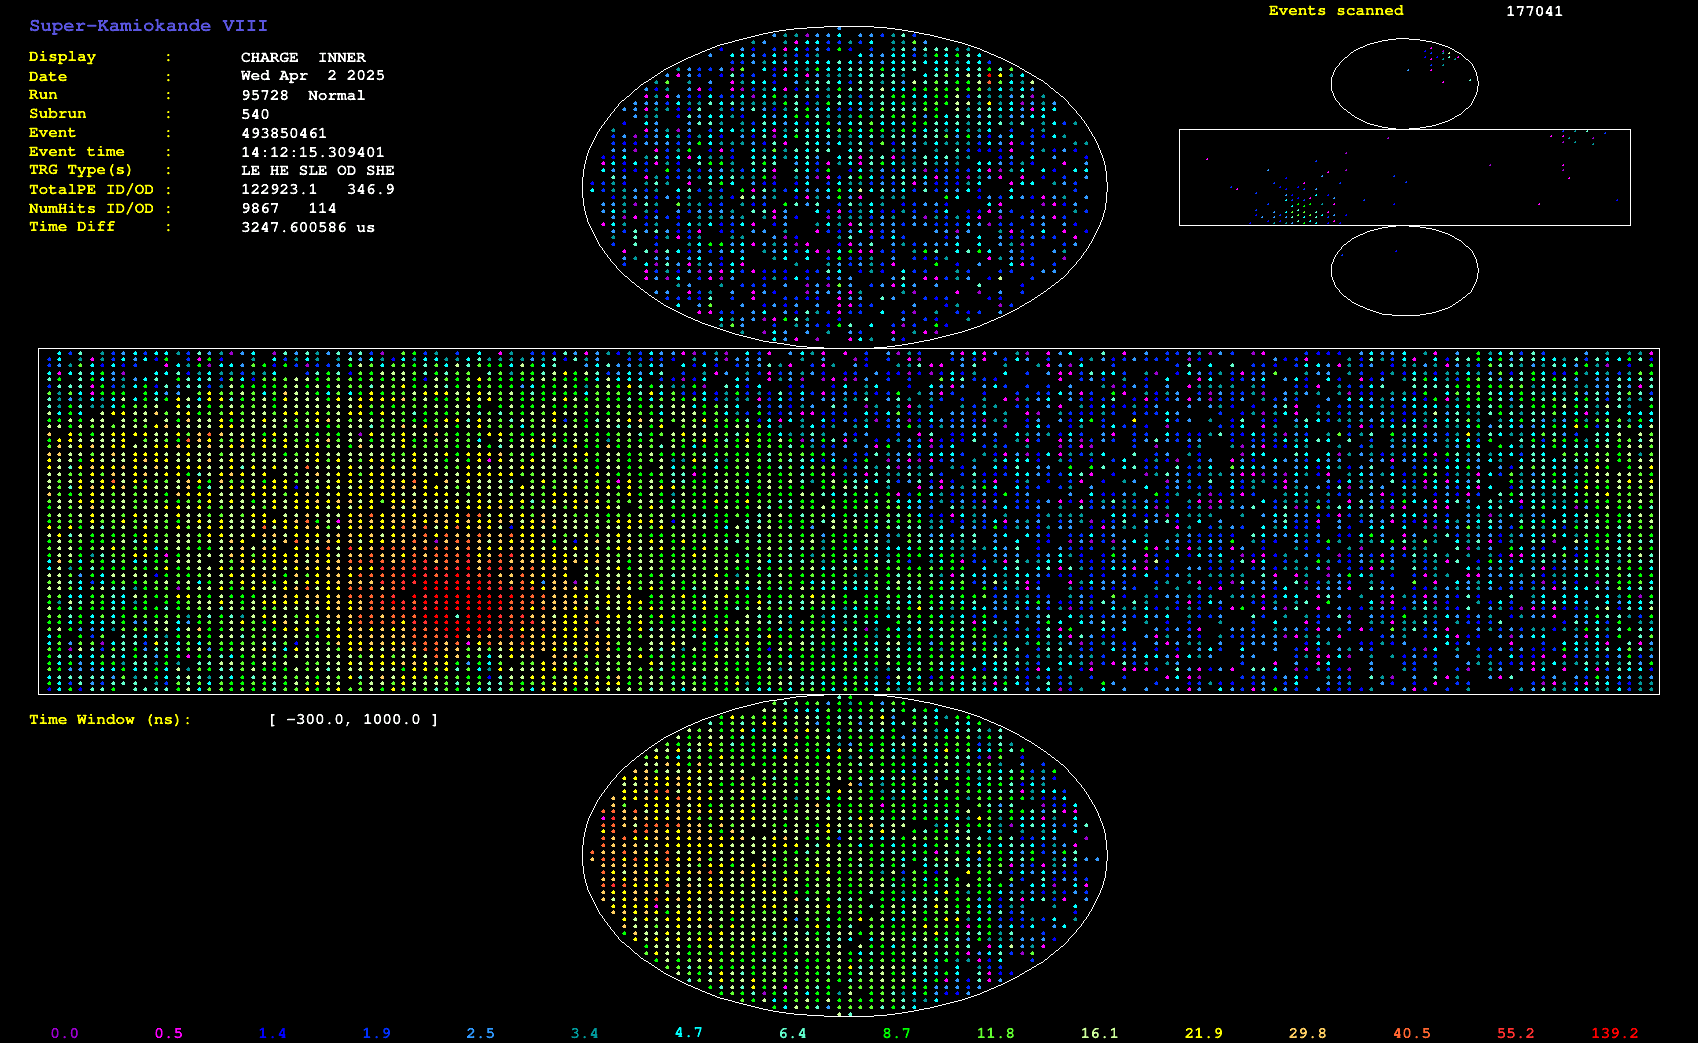 Super-Kamiokande VIII
Events scanned 177041
Display : CHARGE INNER
Date : Wed Apr 2 2025
Run : 95728 Normal
Subrun : 540
Event : 493850461
Event time : 14:12:15.309401
TRG Type(s) : LE HE SLE OD SHE
TotalPE ID/OD : 122923.1 346.9
NumHits ID/OD : 9867 114
Time Diff : 3247.600586 us
Time Window (ns): [ -300.0, 1000.0 ]
0.0 0.5 1.4 1.9 2.5 3.4 4.7 6.4 8.7 11.8 16.1 21.9 29.8 40.5 55.2 139.2